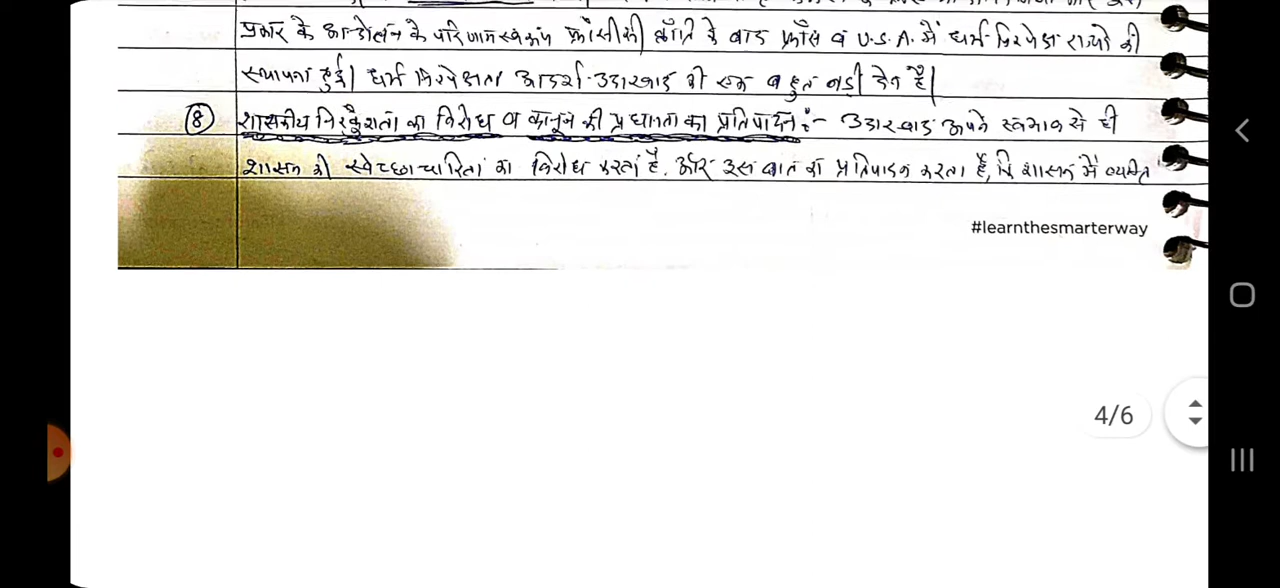 प्रकार के आन्दोलन के परिणामस्वरूप फ्राँसीसी क्राँति के बाद फ्राँस व U.S.A. में धर्म-निरपेक्ष राज्यों की
स्थापना हुई। धर्म निरपेक्षता आदर्श उदारवाद की एक बहुत बड़ी देन है।
⑧ शासकीय निरंकुशता का विरोध व कानून की प्रधानता का प्रतिपादन :- उदारवाद अपने स्वभाव से ही
शासन की स्वेच्छाचारिता का विरोध करता है, और इस बात का प्रतिपादन करता है, कि शासन में व्यक्ति
#learnthesmarterway
4/6